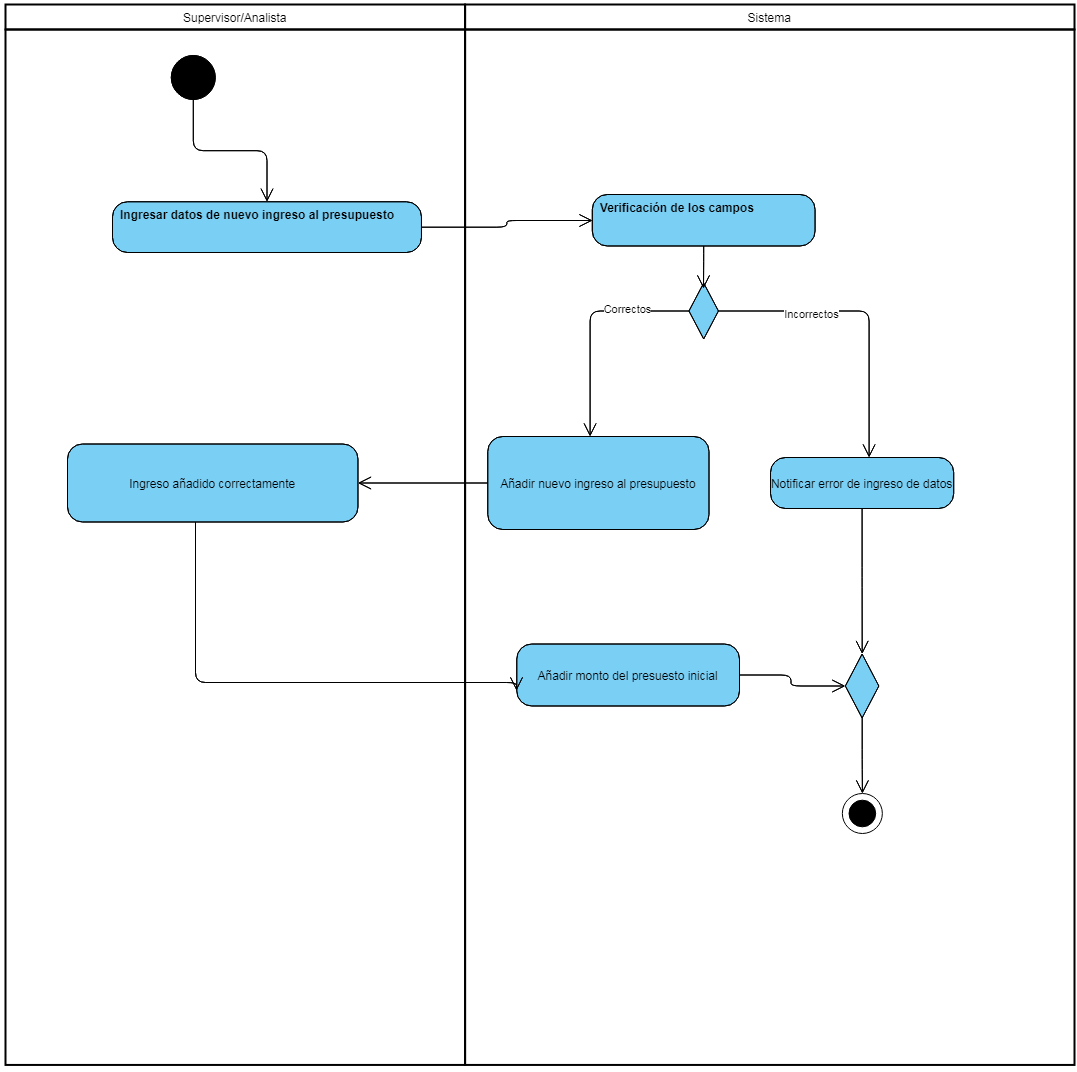 Supervisor/Analista
Sistema
Ingresar datos de nuevo ingreso al presupuesto
Verificación de los campos
Correctos
Incorrectos
Ingreso añadido correctamente
Añadir nuevo ingreso al presupuesto
Notificar error de ingreso de datos
Añadir monto del presuesto inicial